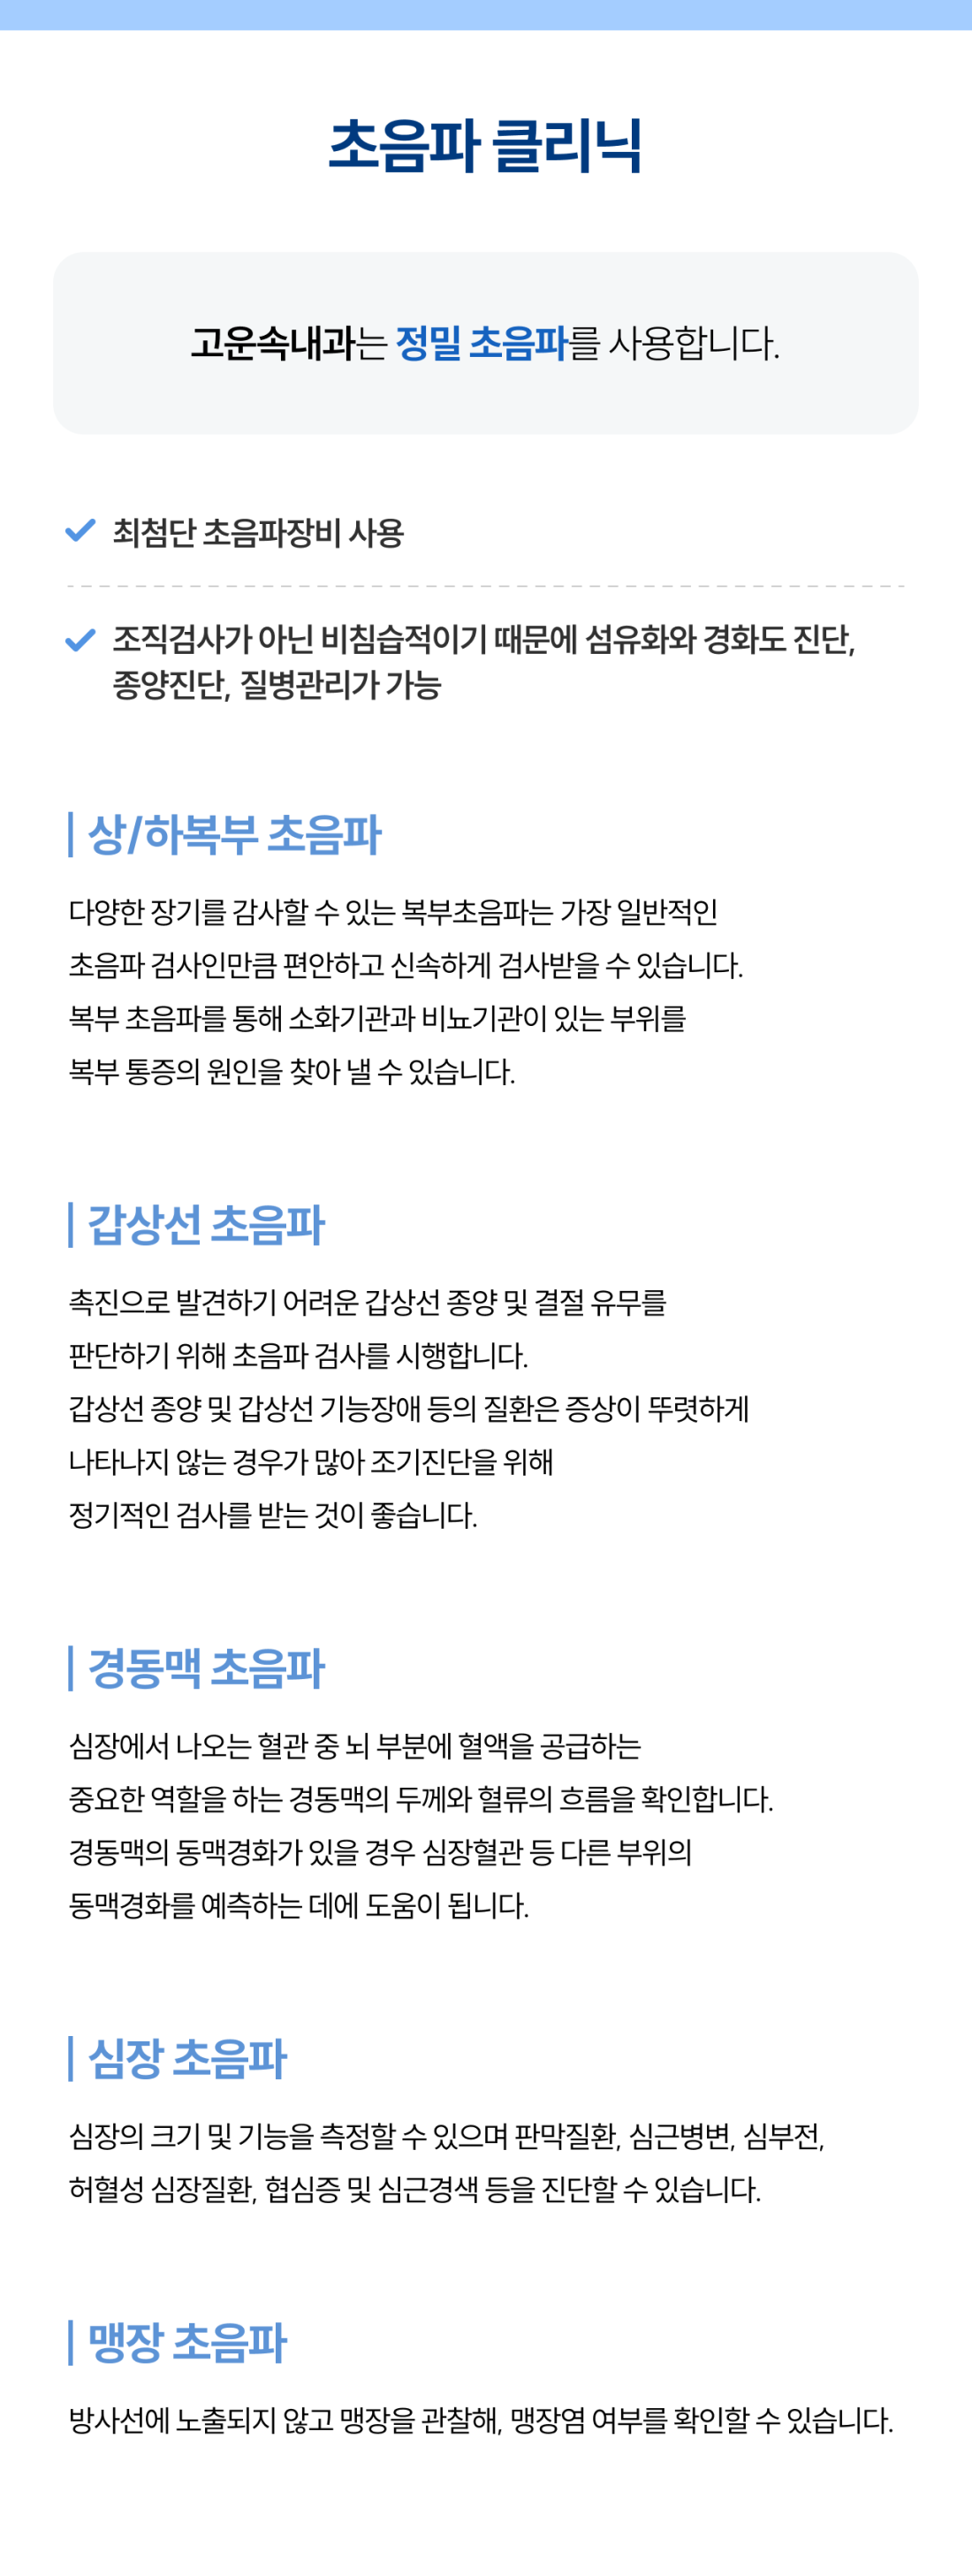 초음파 클리닉
고운속내과는 정밀 초음파를 사용합니다.
최첨단 초음파장비 사용
조직검사가 아닌 비침습적이기 때문에 섬유화와 경화도 진단,
종양진단, 질병관리가 가능
상/하복부 초음파
다양한 장기를 감사할 수 있는 복부초음파는 가장 일반적인
초음파 검사인만큼 편안하고 신속하게 검사받을 수 있습니다.
복부 초음파를 통해 소화기관과 비뇨기관이 있는 부위를
복부 통증의 원인을 찾아 낼 수 있습니다.
갑상선 초음파
촉진으로 발견하기 어려운 갑상선 종양 및 결절 유무를
판단하기 위해 초음파 검사를 시행합니다.
갑상선 종양 및 갑상선 기능장애 등의 질환은 증상이 뚜렷하게
나타나지 않는 경우가 많아 조기진단을 위해
정기적인 검사를 받는 것이 좋습니다.
경동맥 초음파
심장에서 나오는 혈관 중 뇌 부분에 혈액을 공급하는
중요한 역할을 하는 경동맥의 두께와 혈류의 흐름을 확인합니다.
경동맥의 동맥경화가 있을 경우 심장혈관 등 다른 부위의
동맥경화를 예측하는 데에 도움이 됩니다.
심장 초음파
심장의 크기 및 기능을 측정할 수 있으며 판막질환, 심근병변, 심부전,
허혈성 심장질환, 협심증 및 심근경색 등을 진단할 수 있습니다.
맹장 초음파
방사선에 노출되지 않고 맹장을 관찰해, 맹장염 여부를 확인할 수 있습니다.